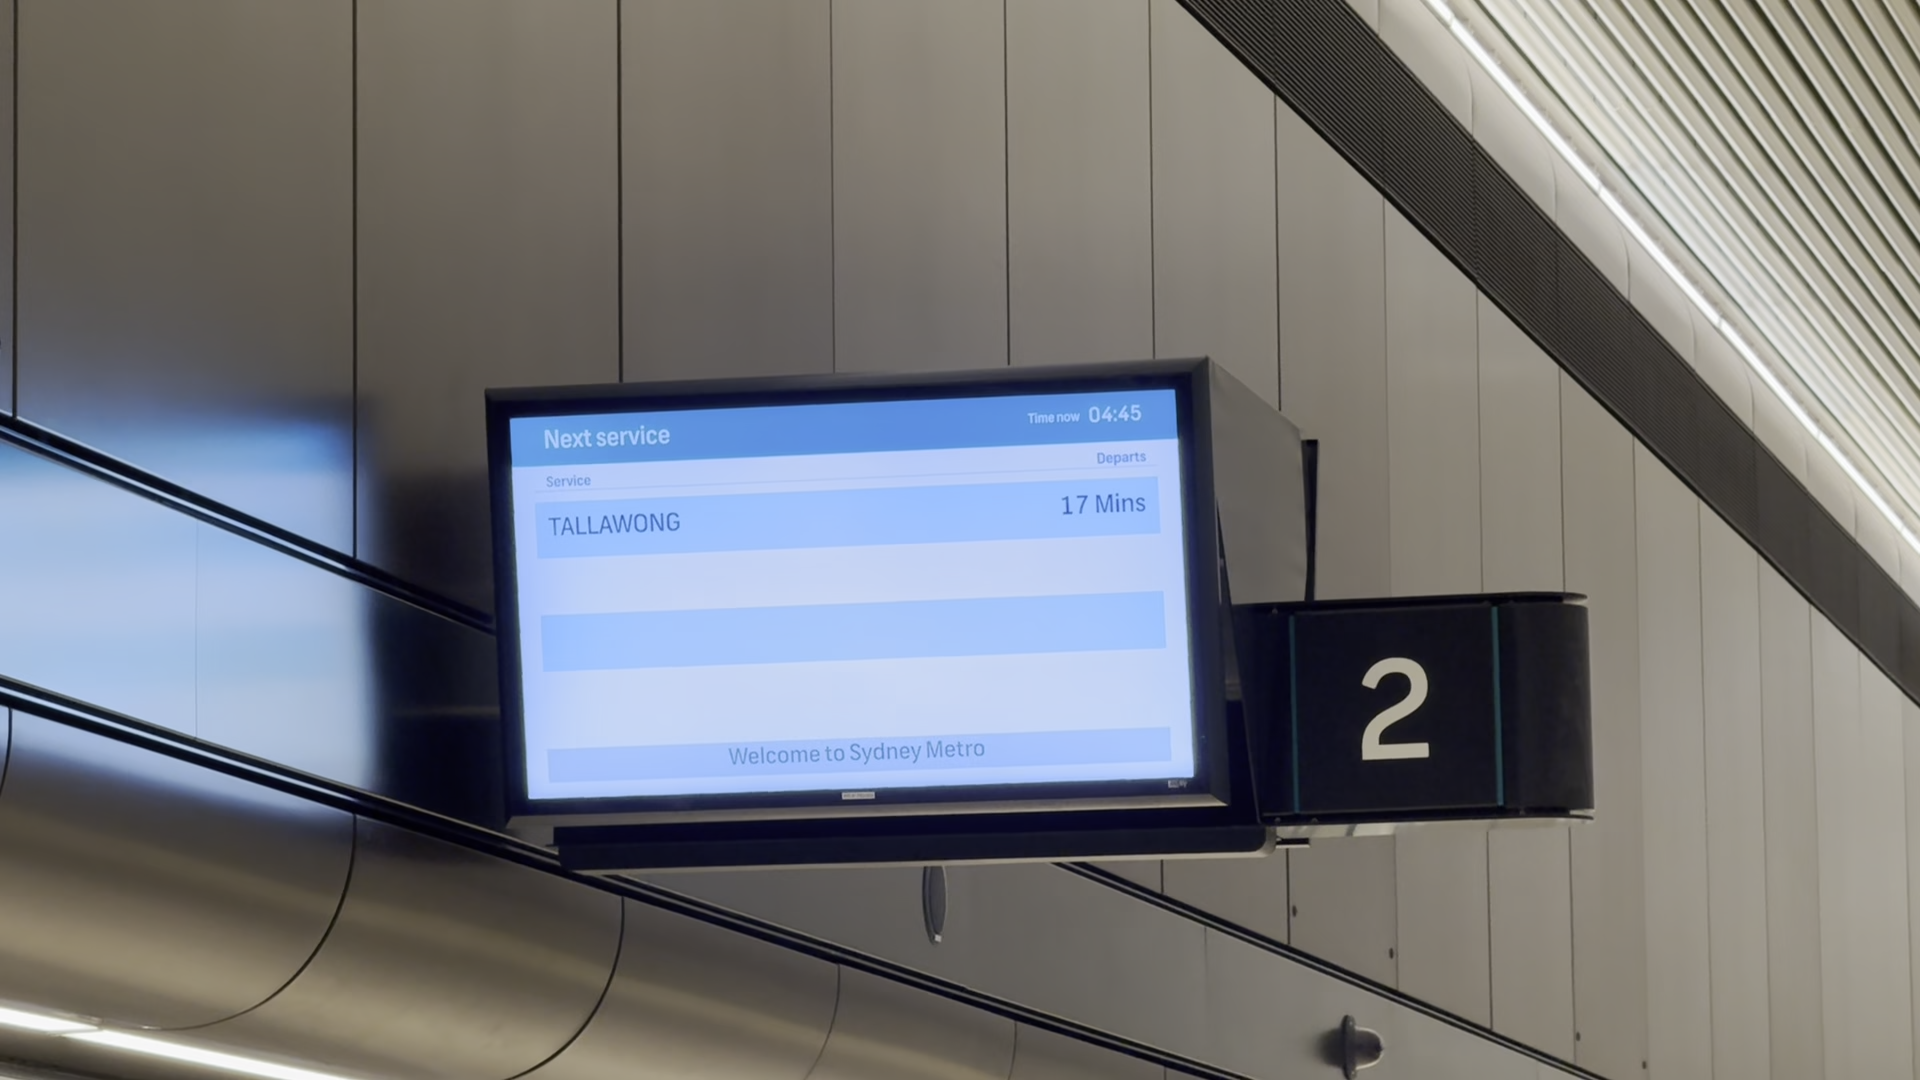 Next service
Time now 04:45
Service
Departs
TALLAWONG
17 Mins
Welcome to Sydney Metro
2